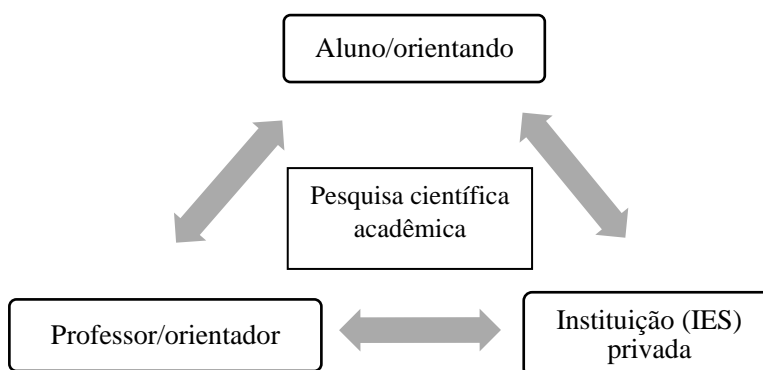 Aluno/orientando
Pesquisa científica
acadêmica
Professor/orientador
Instituição (IES)
privada